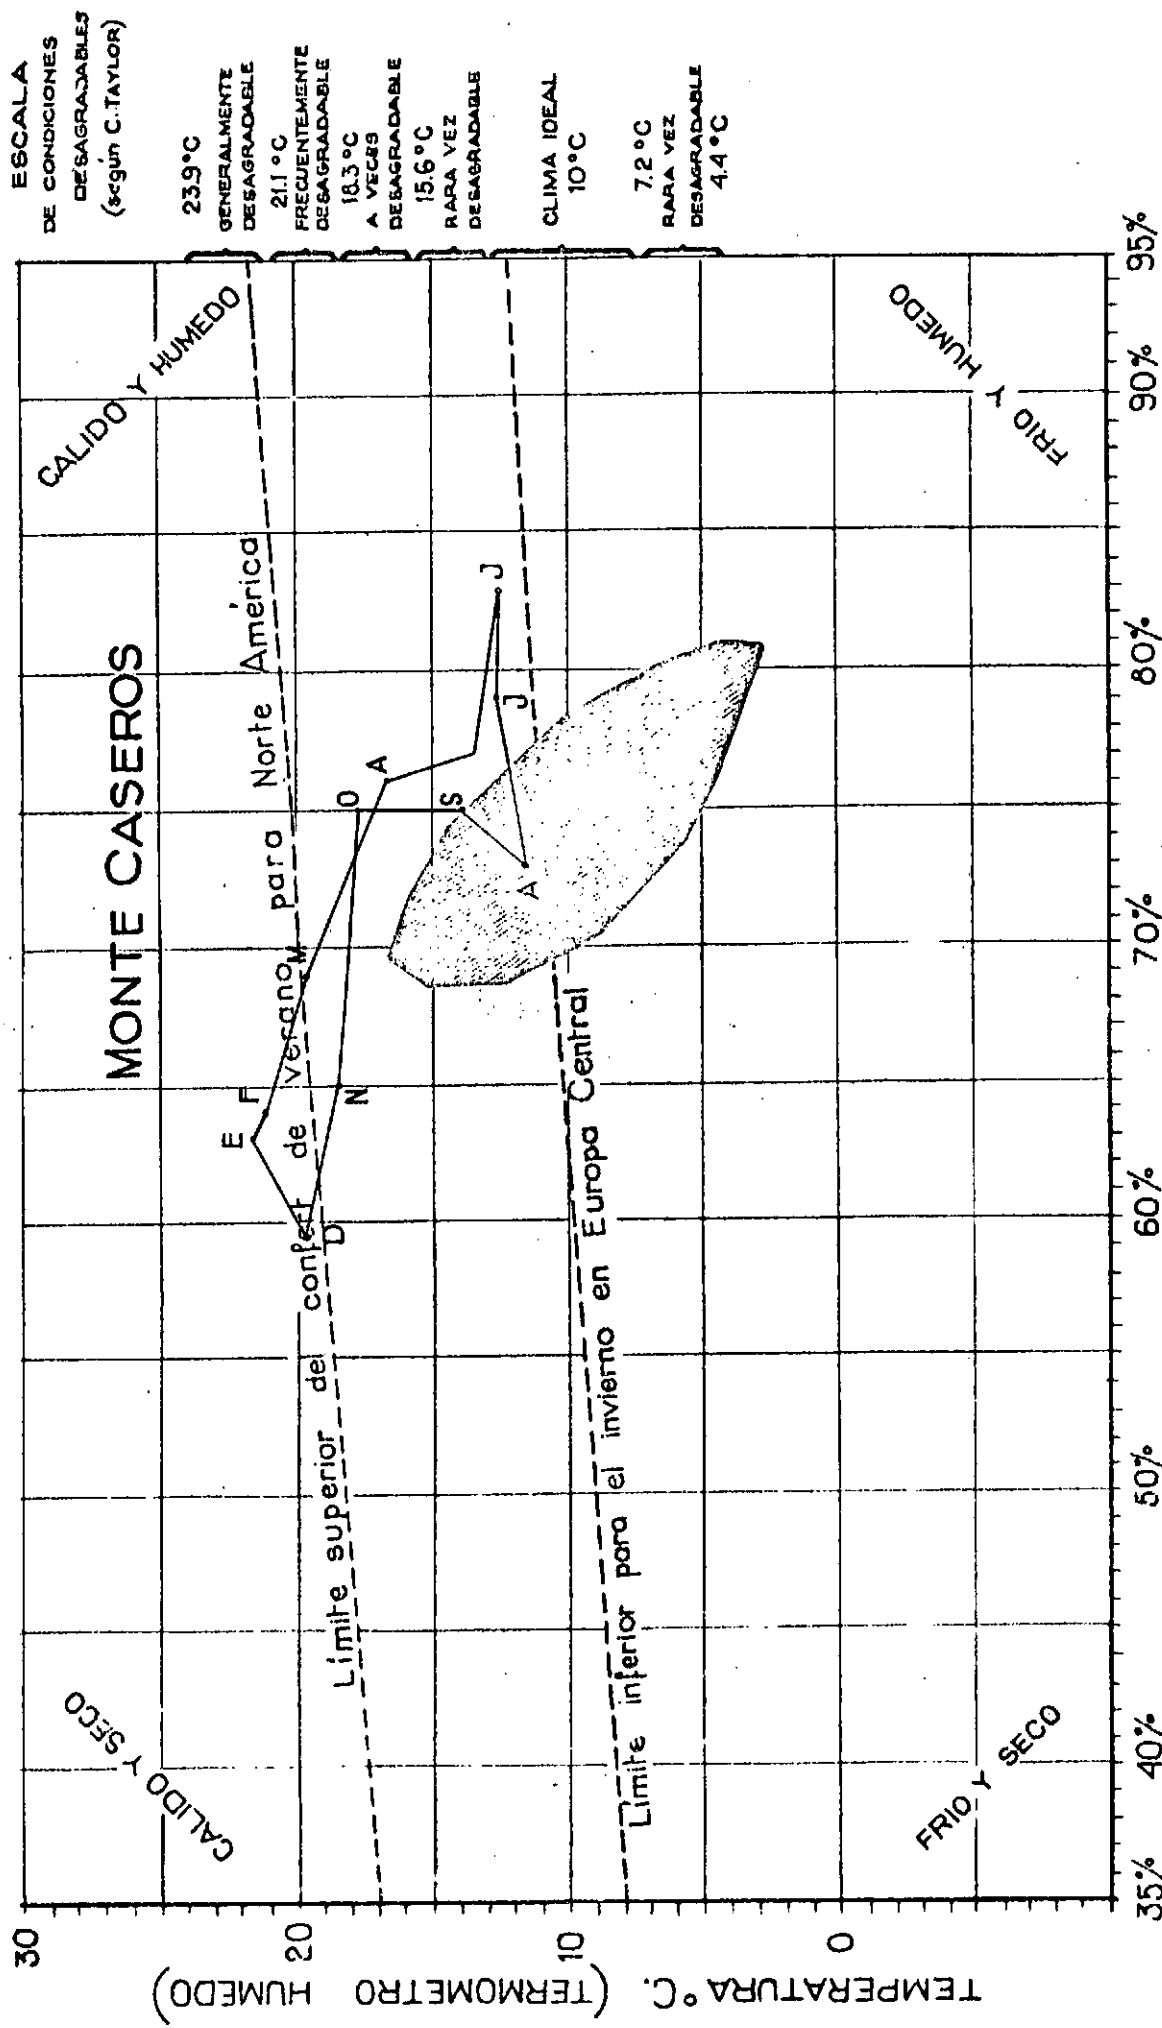 MONTE CASEROS
ESCALA
DE CONDICIONES
DESAGRADABLES
(según C. TAYLOR)
23.9°C
GENERALMENTE
DESAGRADABLE
21.1 °C
FRECUENTEMENTE
DESAGRADABLE
18.3 °C
A VECES
DESAGRADABLE
15.6 °C
RARA VEZ
DESAGRADABLE
CLIMA IDEAL
10°C
7.2 °C
RARA VEZ
DESAGRADABLE
4.4 °C
CALIDO Y SECO
CALIDO Y HUMEDO
Límite superior del confort de verano para Norte América
E
F
M
D
N
O
A
S
J
J
A
Límite inferior para el invierno en Europa Central
FRIO Y SECO
FRIO Y HUMEDO
TEMPERATURA °C. (TERMOMETRO HUMEDO)
30
20
10
0
35% 40% 50% 60% 70% 80% 90% 95%